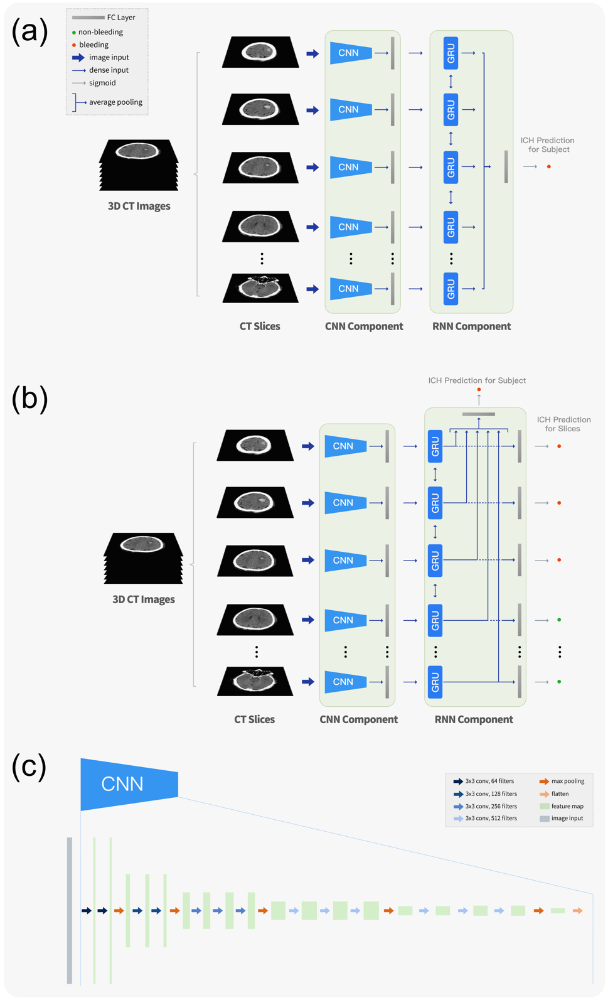 (a)
FC Layer
non-bleeding
bleeding
image input
dense input
sigmoid
average pooling
CNN
GRU
CNN
GRU
ICH Prediction
for Subject
CNN
GRU
3D CT Images
CNN
GRU
CNN
GRU
CT Slices
CNN Component
RNN Component
(b)
ICH Prediction for Subject
ICH Prediction
for Slices
CNN
GRU
CNN
GRU
CNN
GRU
3D CT Images
CNN
GRU
CNN
GRU
CT Slices
CNN Component
RNN Component
(c)
CNN
3x3 conv, 64 filters
max pooling
3x3 conv, 128 filters
flatten
3x3 conv, 256 filters
feature map
3x3 conv, 512 filters
image input